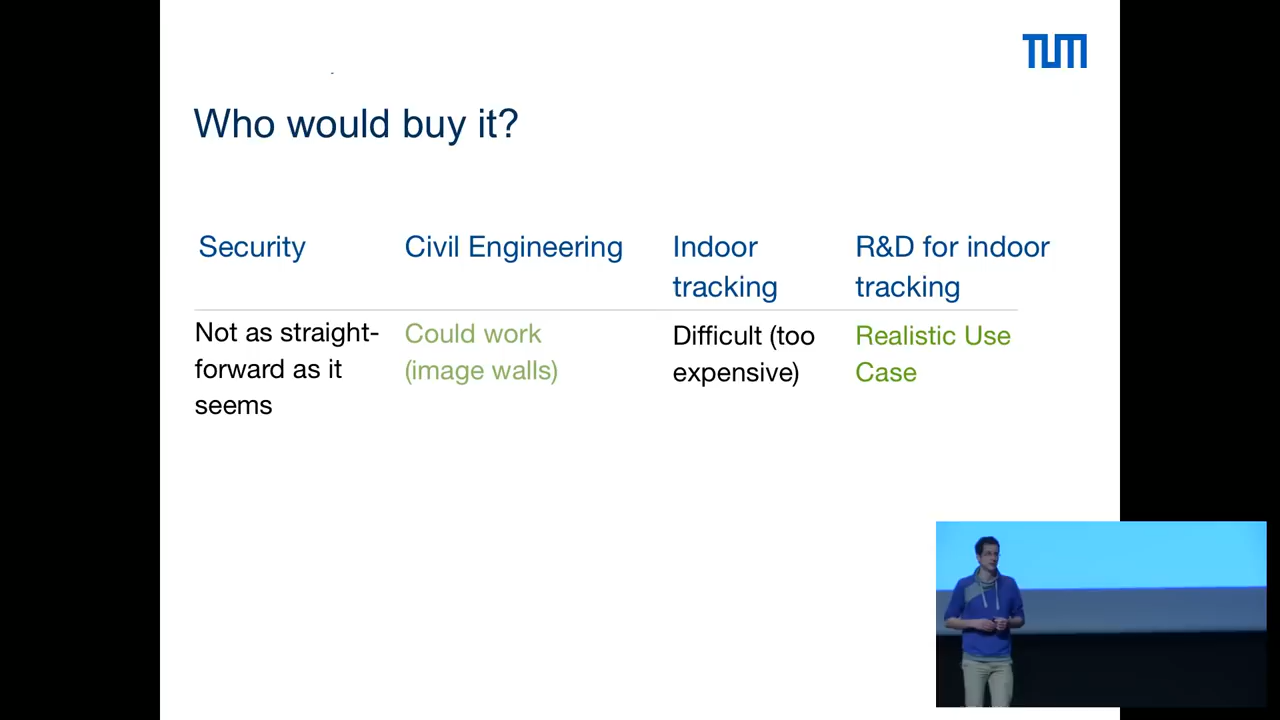 TUM
Who would buy it?
Security
Civil Engineering
Indoor
tracking
R&D for indoor
tracking
Not as straight-
forward as it
seems
Could work
(image walls)
Difficult (too
expensive)
Realistic Use
Case